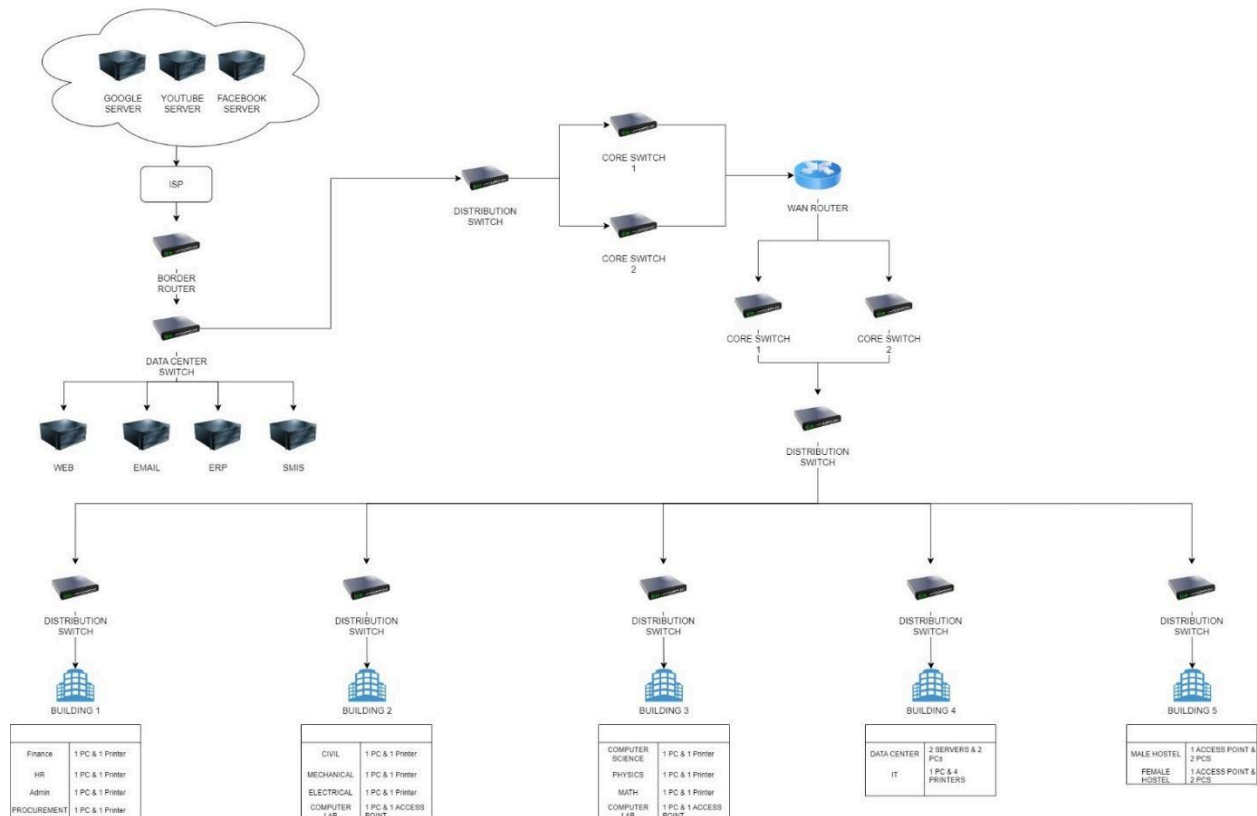 GOOGLE
SERVER
YOUTUBE
SERVER
FACEBOOK
SERVER
ISP
BORDER
ROUTER
DATA CENTER
SWITCH
WEB
EMAIL
ERP
SMIS
DISTRIBUTION
SWITCH
CORE SWITCH
1
CORE SWITCH
2
WAN ROUTER
CORE SWITCH
1
CORE SWITCH
2
DISTRIBUTION
SWITCH
DISTRIBUTION
SWITCH
DISTRIBUTION
SWITCH
DISTRIBUTION
SWITCH
DISTRIBUTION
SWITCH
DISTRIBUTION
SWITCH
BUILDING 1
Finance 1 PC & 1 Printer
HR 1 PC & 1 Printer
Admin 1 PC & 1 Printer
PROCUREMENT 1 PC & 1 Printer
BUILDING 2
CIVIL 1 PC & 1 Printer
MECHANICAL 1 PC & 1 Printer
ELECTRICAL 1 PC & 1 Printer
COMPUTER
LAB
1 PC & 1 ACCESS
POINT
BUILDING 3
COMPUTER
SCIENCE
1 PC & 1 Printer
PHYSICS 1 PC & 1 Printer
MATH 1 PC & 1 Printer
COMPUTER
LAB
1 PC & 1 ACCESS
POINT
BUILDING 4
DATA CENTER
2 SERVERS & 2
PCs
IT
1 PC & 4
PRINTERS
BUILDING 5
MALE HOSTEL
1 ACCESS POINT &
2 PCS
FEMALE
HOSTEL
1 ACCESS POINT &
2 PCS